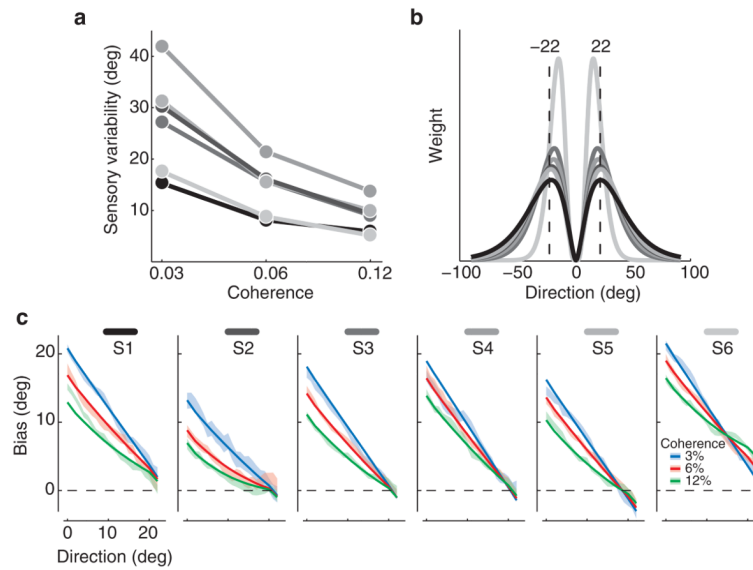 a
Sensory variability (deg)
40
30
20
10
0.03 0.06 0.12
Coherence
b
Weight
−22 22
−100 −50 0 50 100
Direction (deg)
c
S1 S2 S3 S4 S5 S6
Bias (deg)
20
10
0
0 10 20
Direction (deg)
Coherence
3%
6%
12%